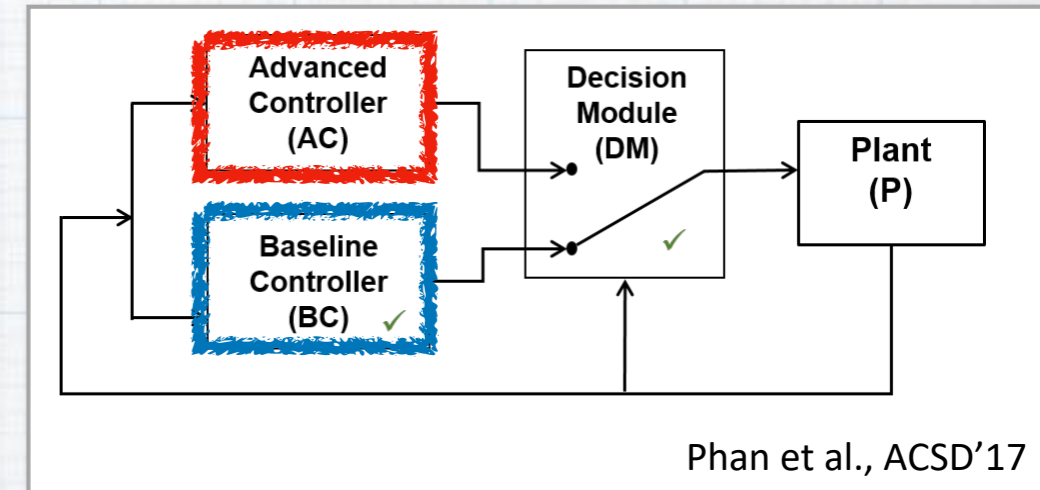 Advanced
Controller
(AC)
Baseline
Controller
(BC)
Decision
Module
(DM)
Plant
(P)
Phan et al., ACSD’17